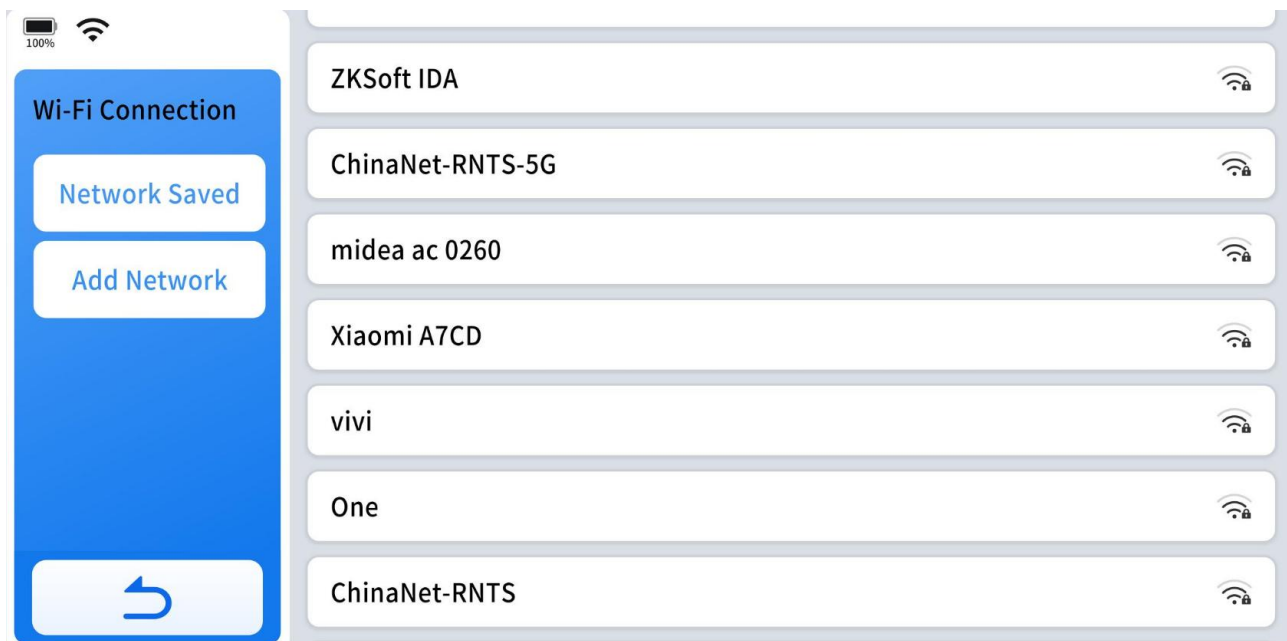 100%
Wi-Fi Connection
Network Saved
Add Network
ZKSoft IDA
ChinaNet-RNTS-5G
midea ac 0260
Xiaomi A7CD
vivi
One
ChinaNet-RNTS